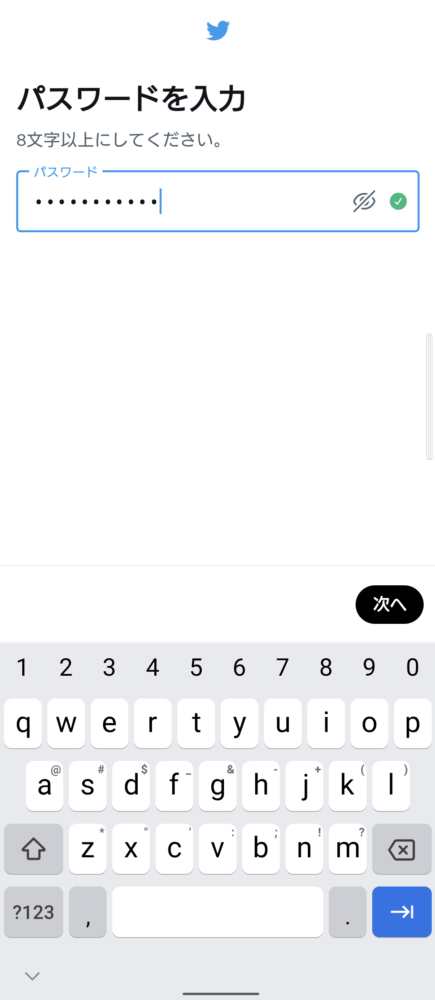 パスワードを入力
8文字以上にしてください。
パスワード
•••••••••••
次へ
1 2 3 4 5 6 7 8 9 0
q w e r t y u i o p
@ # $ _ & - + ( )
a s d f g h j k l
* " ' : ; ! ?
z x c v b n m
?123 , .